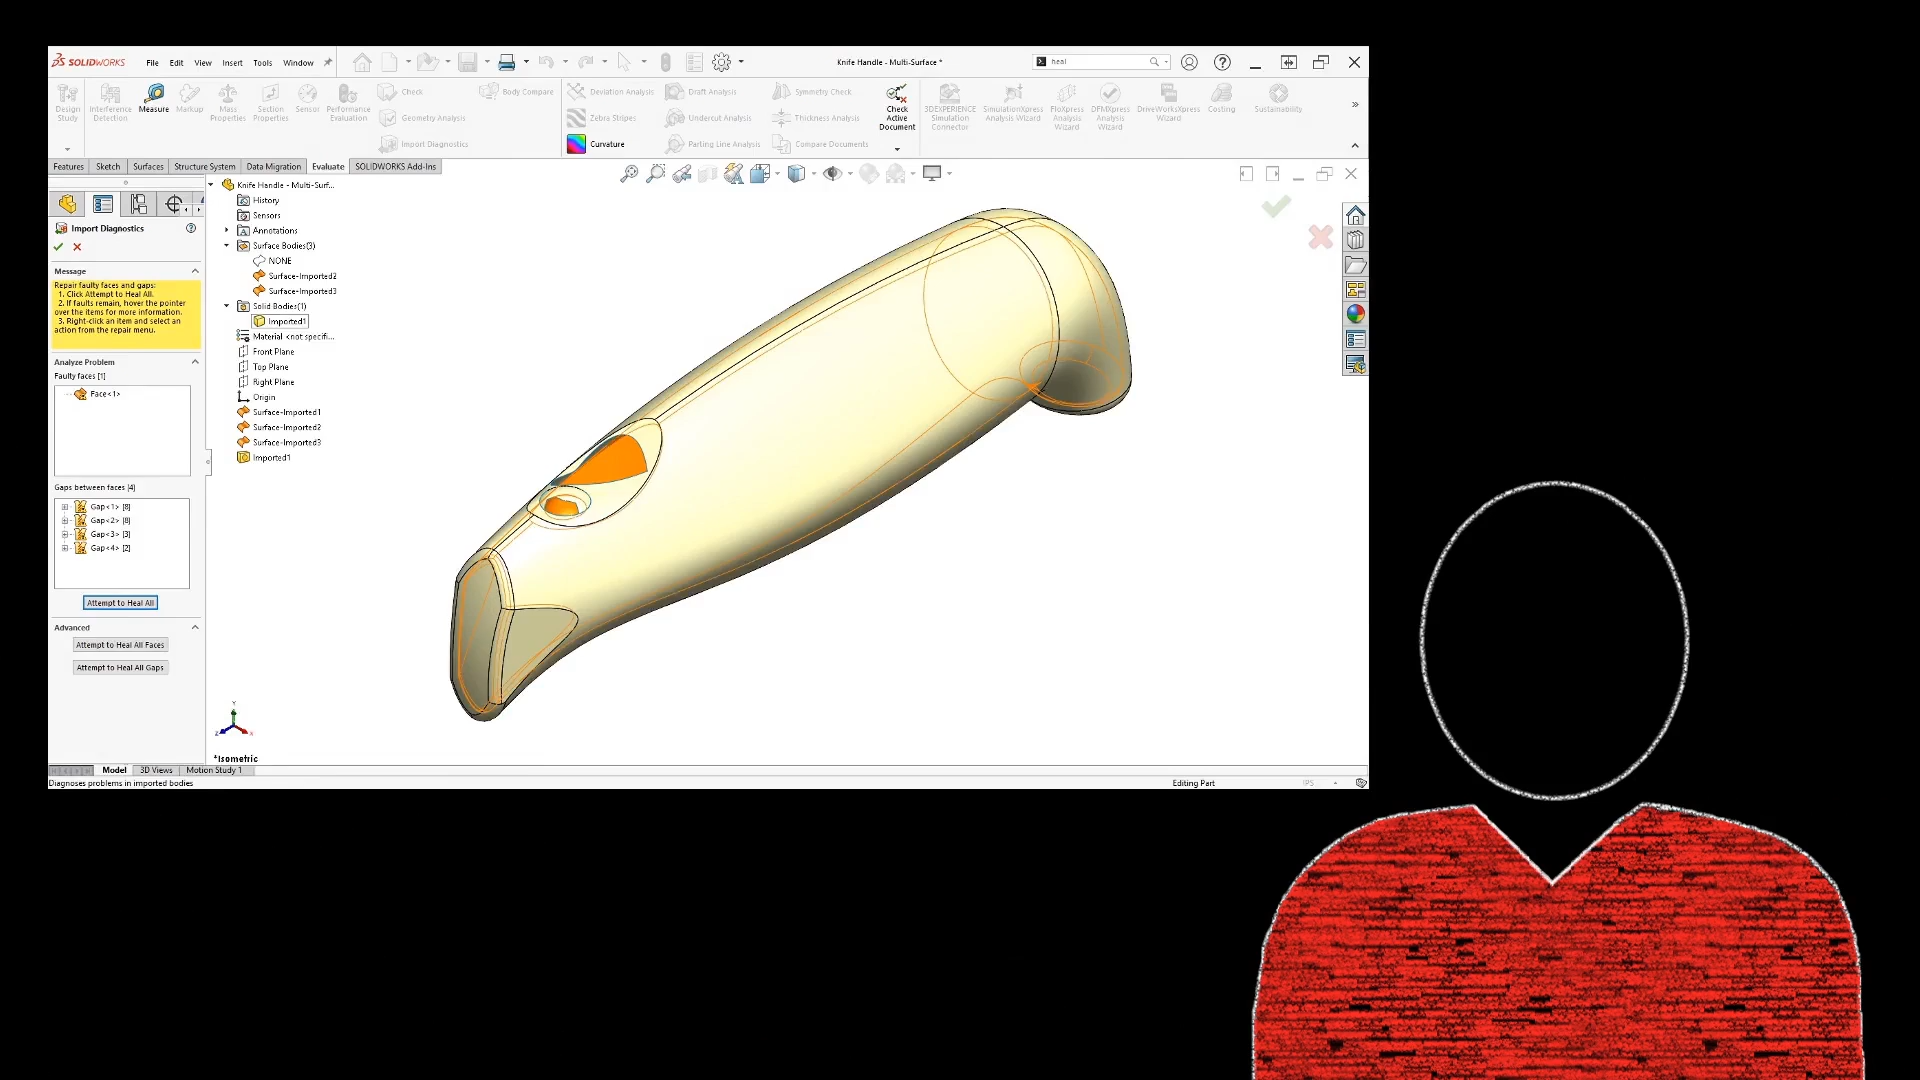 SOLIDWORKS File Edit View Insert Tools Window Knife Handle - Multi-Surface * heal
Design Study
Interference Detection
Measure
Markup
Mass Properties
Section Properties
Sensor
Performance Evaluation
Check
Geometry Analysis
Import Diagnostics
Body Compare
Deviation Analysis
Zebra Stripes
Curvature
Draft Analysis
Undercut Analysis
Parting Line Analysis
Symmetry Check
Thickness Analysis
Compare Documents
Check Active Document
3DEXPERIENCE Simulation Connector
SimulationXpress Analysis Wizard
FloXpress Analysis Wizard
DFMXpress Analysis Wizard
DriveWorksXpress Wizard
Costing
Sustainability
Features Sketch Surfaces Structure System Data Migration Evaluate SOLIDWORKS Add-Ins
Import Diagnostics
Message
Repair faulty faces and gaps:
1. Click Attempt to Heal All.
2. If faults remain, hover the pointer
over the items for more information.
3. Right-click an item and select an
action from the repair menu.
Analyze Problem
Faulty faces [1]
Face<1>
Gaps between faces [4]
Gap<1> [8]
Gap<2> [8]
Gap<3> [3]
Gap<4> [2]
Attempt to Heal All
Advanced
Attempt to Heal All Faces
Attempt to Heal All Gaps
Knife Handle - Multi-Surf...
History
Sensors
Annotations
Surface Bodies(3)
NONE
Surface-Imported2
Surface-Imported3
Solid Bodies(1)
Imported1
Material <not specifi...
Front Plane
Top Plane
Right Plane
Origin
Surface-Imported1
Surface-Imported2
Surface-Imported3
Imported1
Y
Z X
*Isometric
Model 3D Views Motion Study 1
Diagnoses problems in imported bodies Editing Part IPS